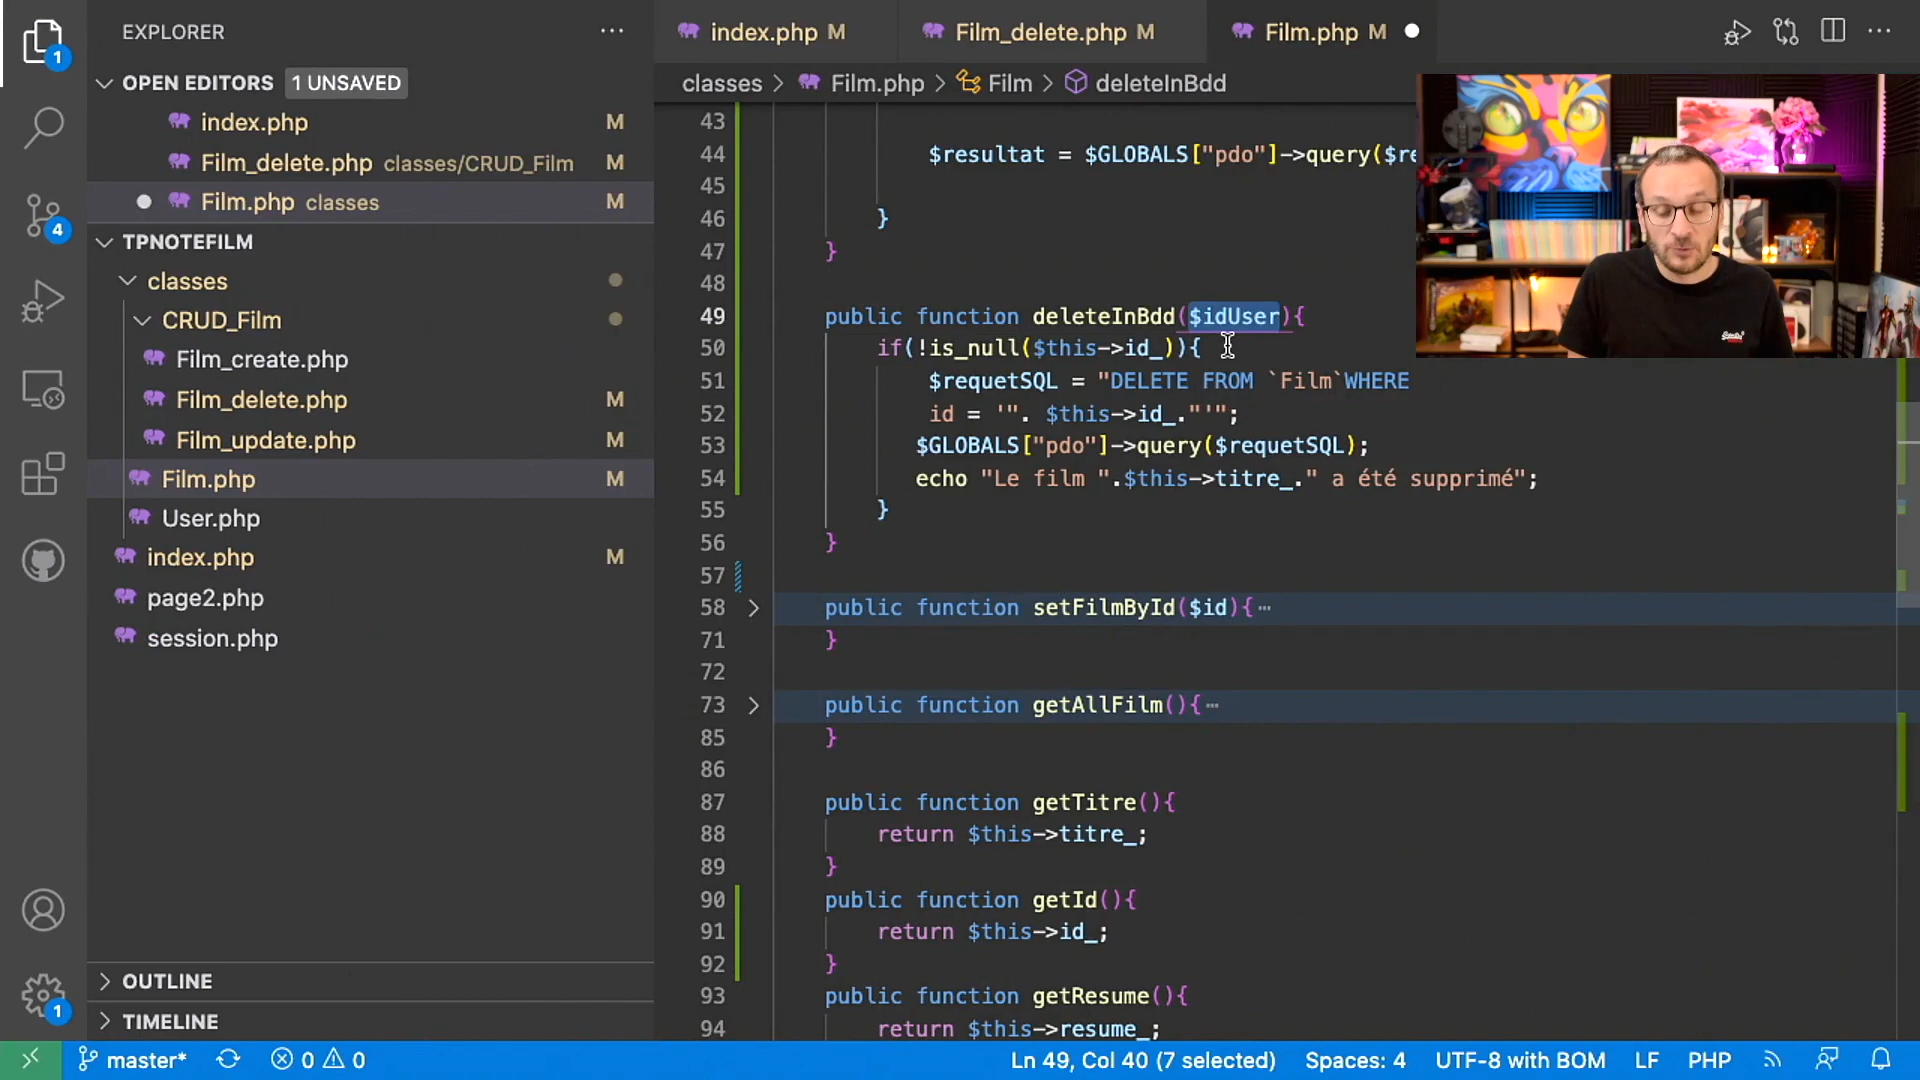 EXPLORER
OPEN EDITORS 1 UNSAVED
index.php M
Film_delete.php classes/CRUD_Film M
Film.php classes M
TPNOTEFILM
classes
CRUD_Film
Film_create.php
Film_delete.php M
Film_update.php M
Film.php M
User.php
index.php M
page2.php
session.php
OUTLINE
TIMELINE
1
4
1
index.php M Film_delete.php M Film.php M
classes > Film.php > Film > deleteInBdd
43
44 $resultat = $GLOBALS["pdo"]->query($re
45
46 }
47 }
48
49 public function deleteInBdd($idUser){
50 if(!is_null($this->id_)){
51 $requetSQL = "DELETE FROM `Film`WHERE
52 id = '". $this->id_."'";
53 $GLOBALS["pdo"]->query($requetSQL);
54 echo "Le film ".$this->titre_." a été supprimé";
55 }
56 }
57
58 public function setFilmById($id){⋯
71 }
72
73 public function getAllFilm(){⋯
85 }
86
87 public function getTitre(){
88 return $this->titre_;
89 }
90 public function getId(){
91 return $this->id_;
92 }
93 public function getResume(){
94 return $this->resume_;
master* 0 0 Ln 49, Col 40 (7 selected) Spaces: 4 UTF-8 with BOM LF PHP